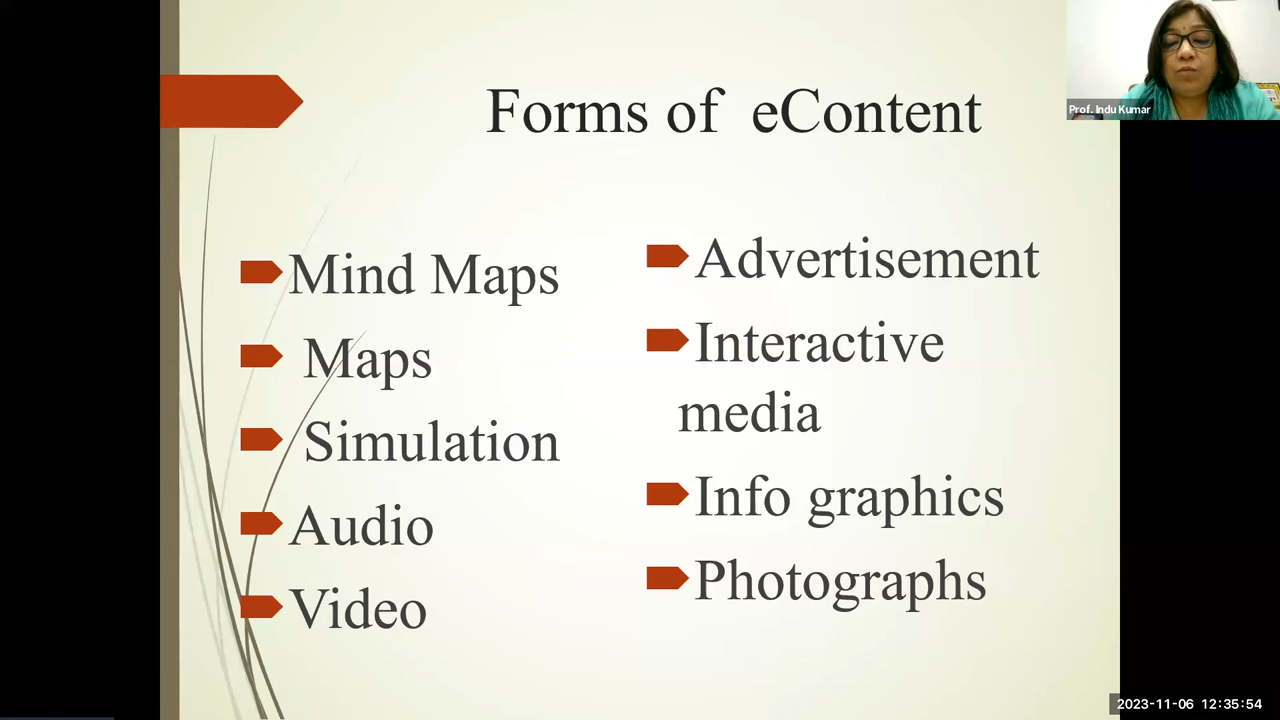 Forms of eContent
Mind Maps
Maps
Simulation
Audio
Video
Advertisement
Interactive
media
Info graphics
Photographs
Prof. Indu Kumar
2023-11-06 12:35:54